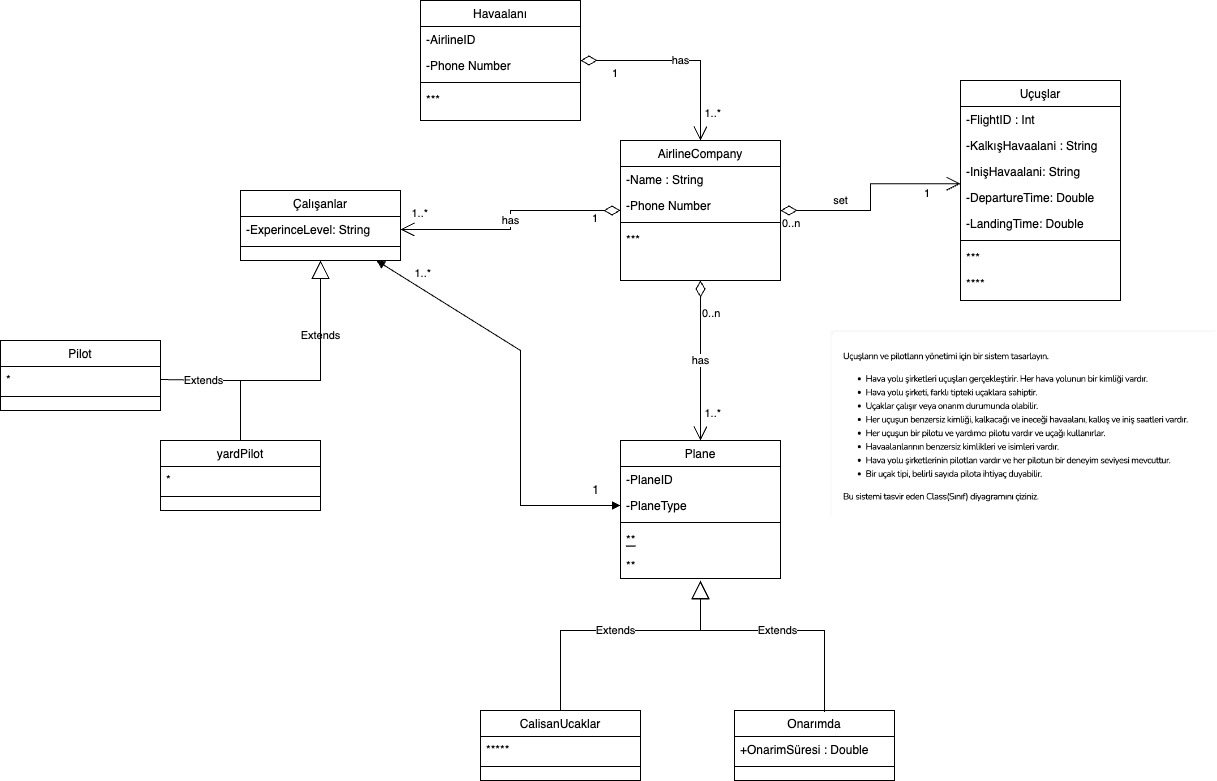 Havaalanı
-AirlineID
-Phone Number
***
has
1
1..*
AirlineCompany
-Name : String
-Phone Number
***
Uçuşlar
-FlightID : Int
-KalkışHavaalani : String
-InişHavaalani: String
-DepartureTime: Double
-LandingTime: Double
***
****
set
0..n
1
Çalışanlar
-ExperinceLevel: String
1..*
has
1
1..*
Extends
Pilot
*
Extends
yardPilot
*
0..n
has
1..*
1
Plane
-PlaneID
-PlaneType
**
**
Extends
Extends
CalisanUcaklar
*****
Onarımda
+OnarimSüresi : Double
Uçuşların ve pilotların yönetimi için bir sistem tasarlayın.
• Hava yolu şirketleri uçuşları gerçekleştirir. Her hava yolunun bir kimliği vardır.
• Hava yolu şirketi, farklı tipteki uçaklara sahiptir.
• Uçaklar çalışır veya onarım durumunda olabilir.
• Her uçuşun benzersiz kimliği, kalkacağı ve ineceği havaalanı, kalkış ve iniş saatleri vardır.
• Her uçuşun bir pilotu ve yardımcı pilotu vardır ve uçağı kullanırlar.
• Havaalanlarının benzersiz kimlikleri ve isimleri vardır.
• Hava yolu şirketlerinin pilotları vardır ve her pilotun bir deneyim seviyesi mevcuttur.
• Bir uçak tipi, belirli sayıda pilota ihtiyaç duyabilir.
Bu sistemi tasvir eden Class(Sınıf) diyagramını çiziniz.